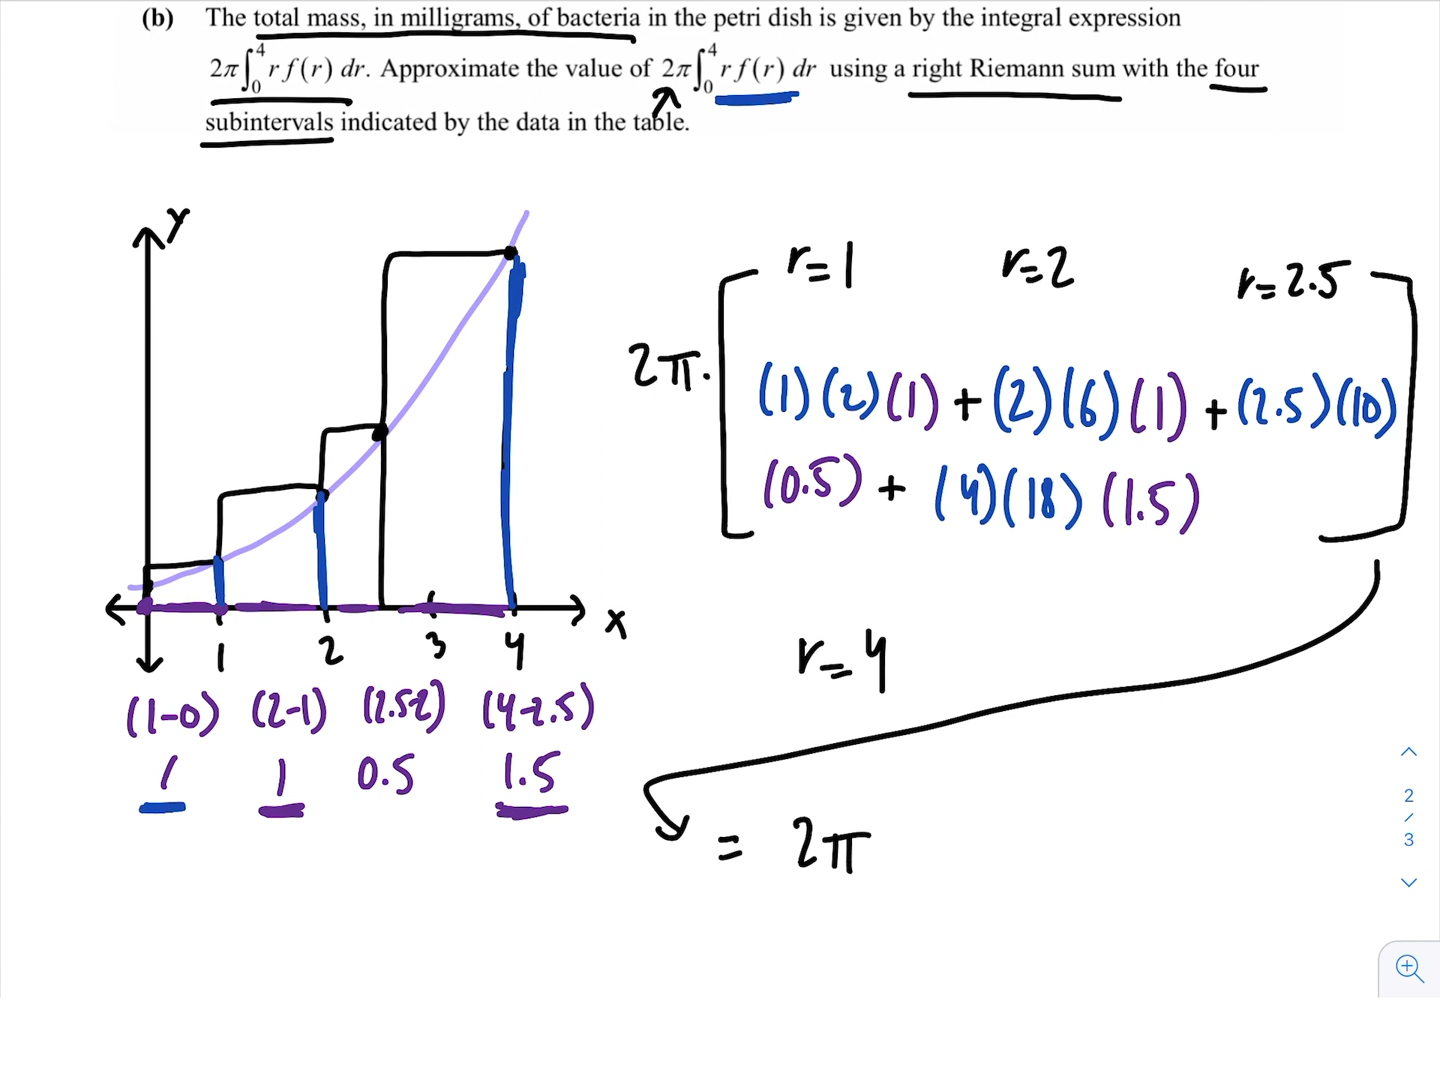 (b) The total mass, in milligrams, of bacteria in the petri dish is given by the integral expression
2π∫₀⁴ r f(r) dr. Approximate the value of 2π∫₀⁴ r f(r) dr using a right Riemann sum with the four
subintervals indicated by the data in the table.
y
r=1 r=2 r=2.5
2π· [(1)(2)(1) + (2)(6)(1) + (2.5)(10)
(0.5) + (4)(18)(1.5)]
x
1 2 3 4
r=4
(1-0) (2-1) (2.5-2) (4-2.5)
1 1 0.5 1.5
= 2π
2
/
3